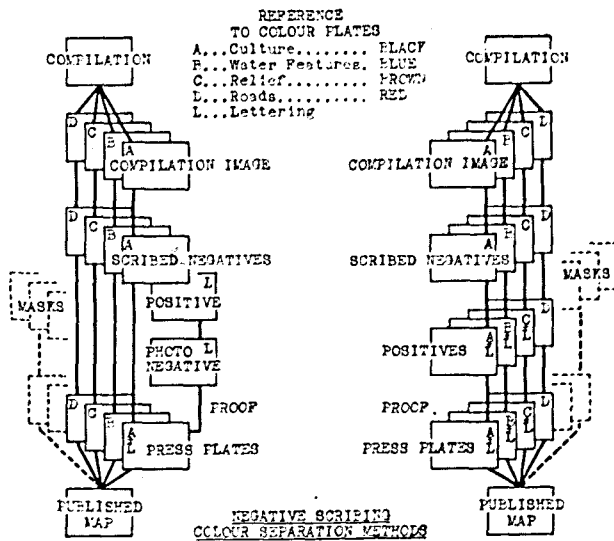 REFERENCE
TO COLOUR PLATES
A...Culture........ BLACK
B...Water Features. BLUE
C...Relief......... BROWN
D...Roads.......... RED
L...Lettering
COMPILATION
D
C
B
A
COMPILATION IMAGE
D
C
B
A
SCRIBED NEGATIVES
L
POSITIVE
MASKS
PHOTO L
NEGATIVE
PROOF
D
C
B
A
L
PRESS PLATES
PUBLISHED
MAP
COMPILATION
D
C
B
A
COMPILATION IMAGE
D
C
B
A
SCRIBED NEGATIVES
MASKS
D
C
L
B
L
A
L
POSITIVES
PROOF
D
C
L
B
L
A
L
PRESS PLATES
PUBLISHED
MAP
NEGATIVE SCRIBING
COLOUR SEPARATION METHODS